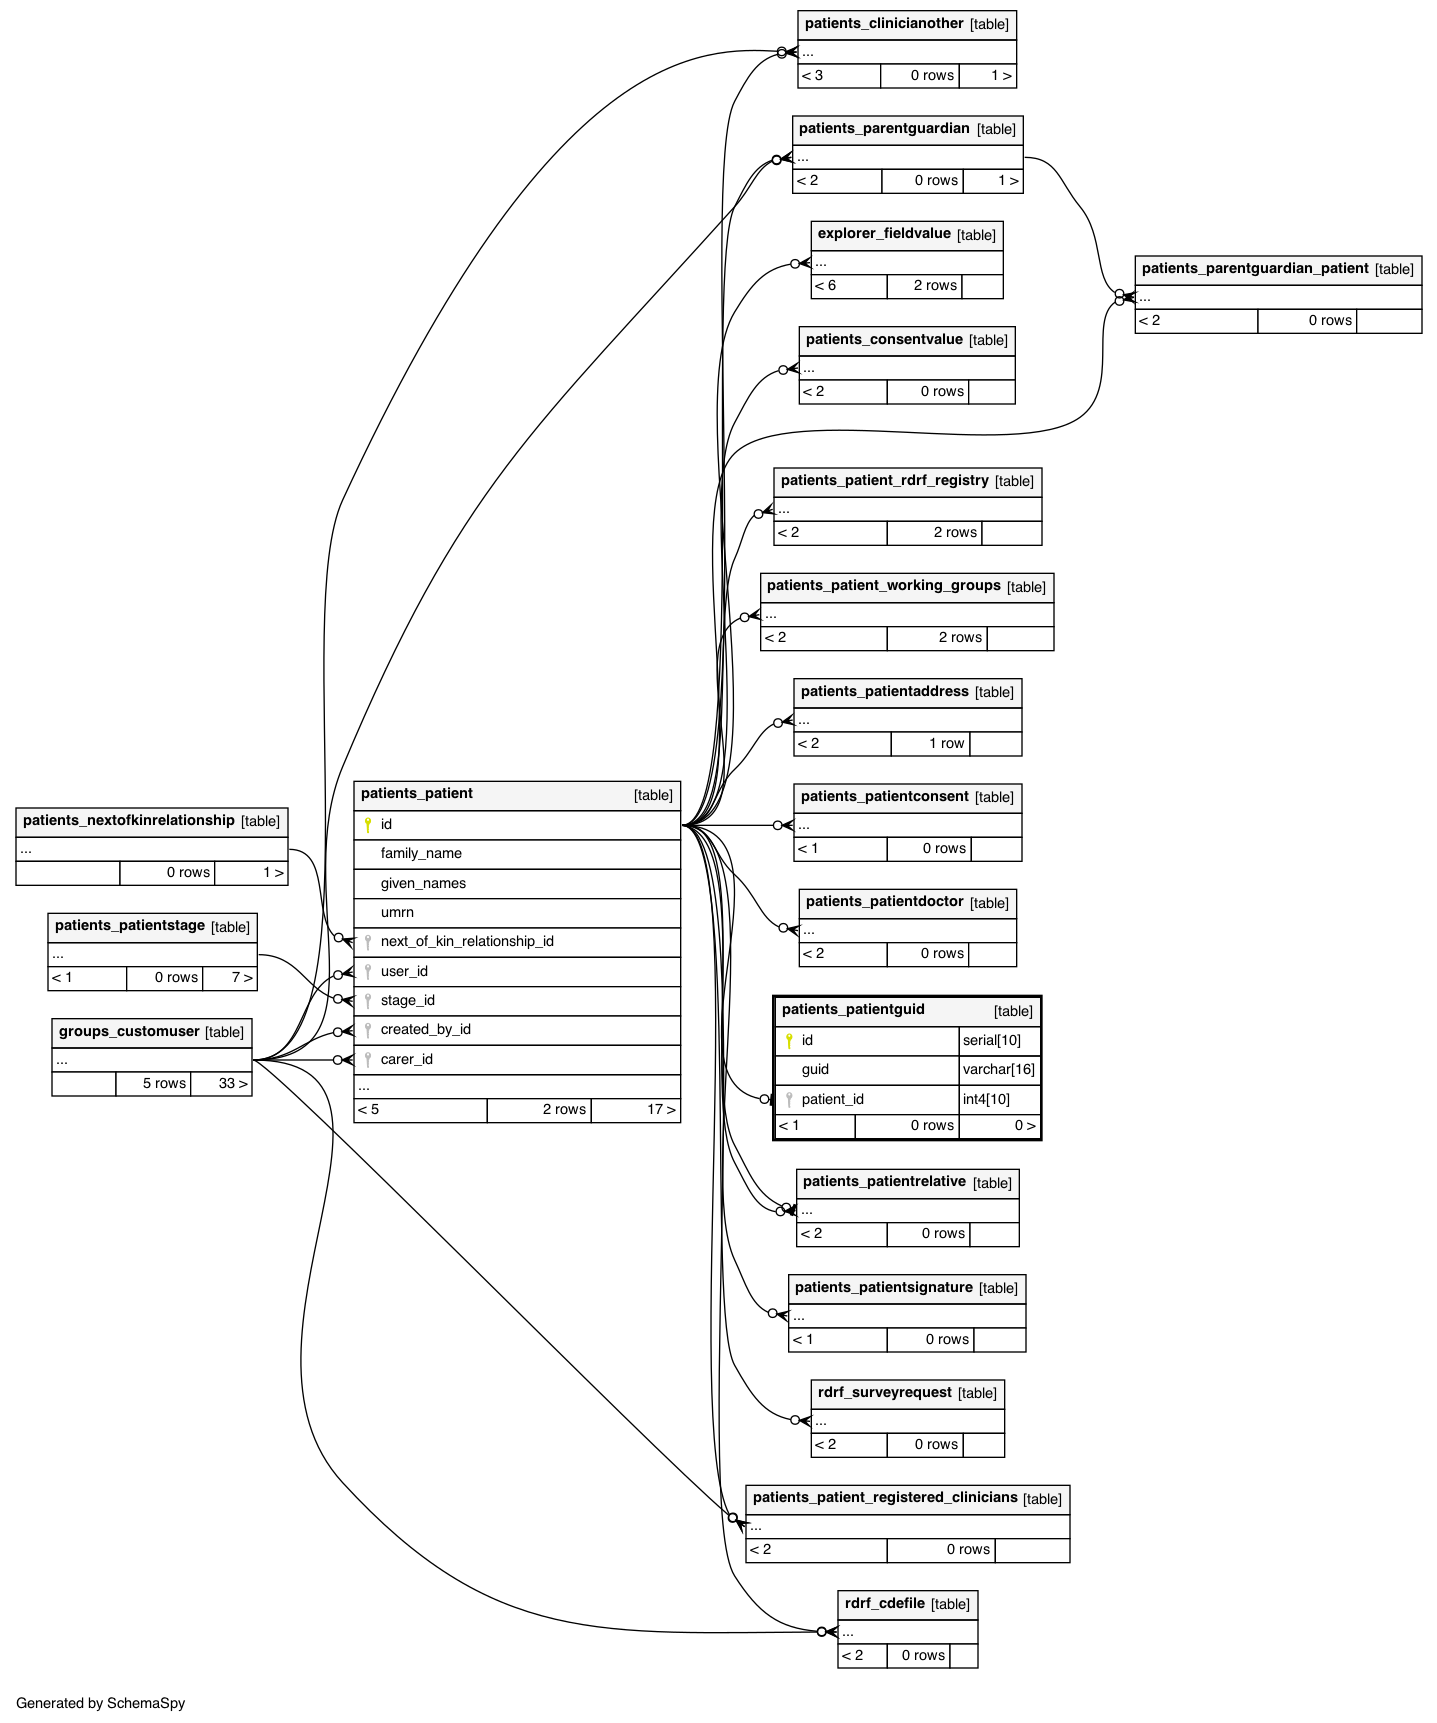 patients_clinicianother [table]
...
< 3 0 rows 1 >
patients_parentguardian [table]
...
< 2 0 rows 1 >
explorer_fieldvalue [table]
...
< 6 2 rows
patients_parentguardian_patient [table]
...
< 2 0 rows
patients_consentvalue [table]
...
< 2 0 rows
patients_patient_rdrf_registry [table]
...
< 2 2 rows
patients_patient_working_groups [table]
...
< 2 2 rows
patients_patientaddress [table]
...
< 2 1 row
patients_nextofkinrelationship [table]
...
0 rows 1 >
patients_patientstage [table]
...
< 1 0 rows 7 >
groups_customuser [table]
...
5 rows 33 >
patients_patient [table]
id
family_name
given_names
umrn
next_of_kin_relationship_id
user_id
stage_id
created_by_id
carer_id
...
< 5 2 rows 17 >
patients_patientconsent [table]
...
< 1 0 rows
patients_patientdoctor [table]
...
< 2 0 rows
patients_patientguid [table]
id serial[10]
guid varchar[16]
patient_id int4[10]
< 1 0 rows 0 >
patients_patientrelative [table]
...
< 2 0 rows
patients_patientsignature [table]
...
< 1 0 rows
rdrf_surveyrequest [table]
...
< 2 0 rows
patients_patient_registered_clinicians [table]
...
< 2 0 rows
rdrf_cdefile [table]
...
< 2 0 rows
Generated by SchemaSpy